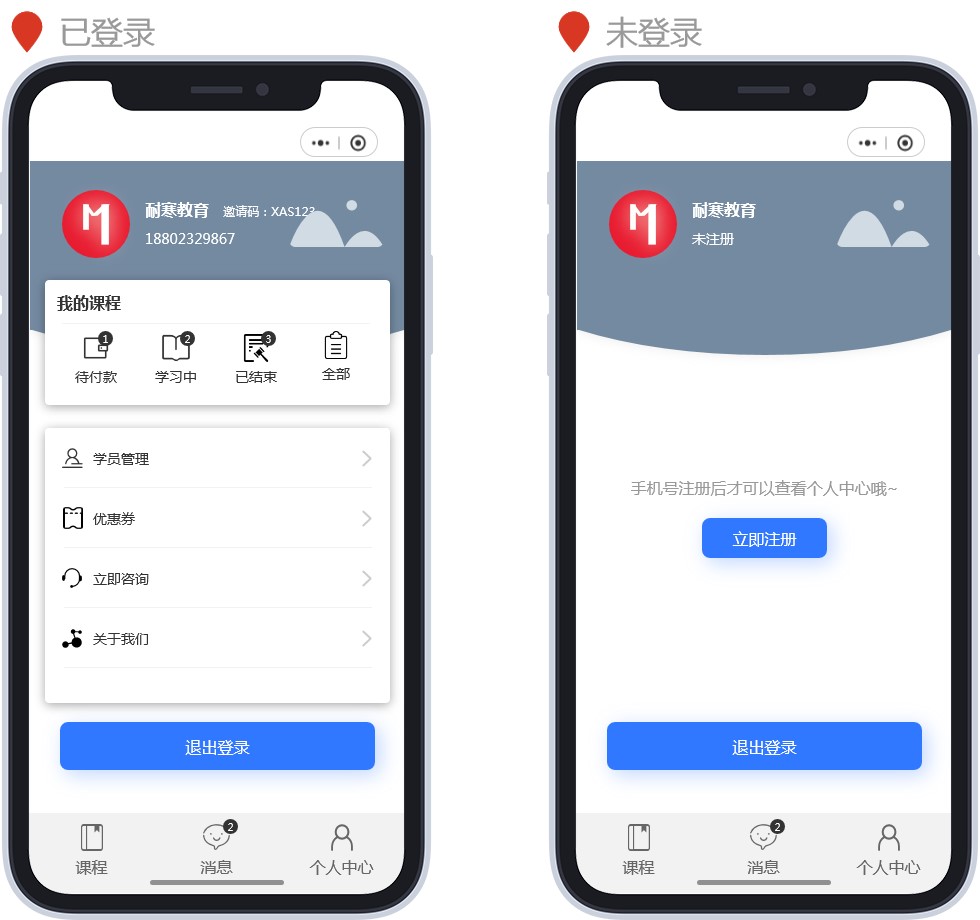 已登录
耐寒教育 邀请码：XAS123
18802329867
我的课程
1
2
3
待付款
学习中
已结束
全部
学员管理
优惠券
立即咨询
关于我们
退出登录
2
课程
消息
个人中心
未登录
耐寒教育
未注册
手机号注册后才可以查看个人中心哦~
立即注册
退出登录
2
课程
消息
个人中心